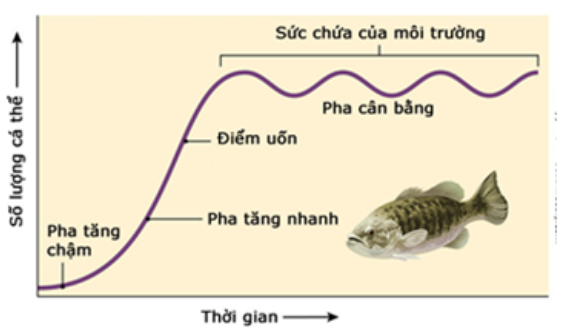 Sức chứa của môi trường
Pha cân bằng
Điểm uốn
Pha tăng nhanh
Pha tăng
chậm
Số lượng cá thể
Thời gian